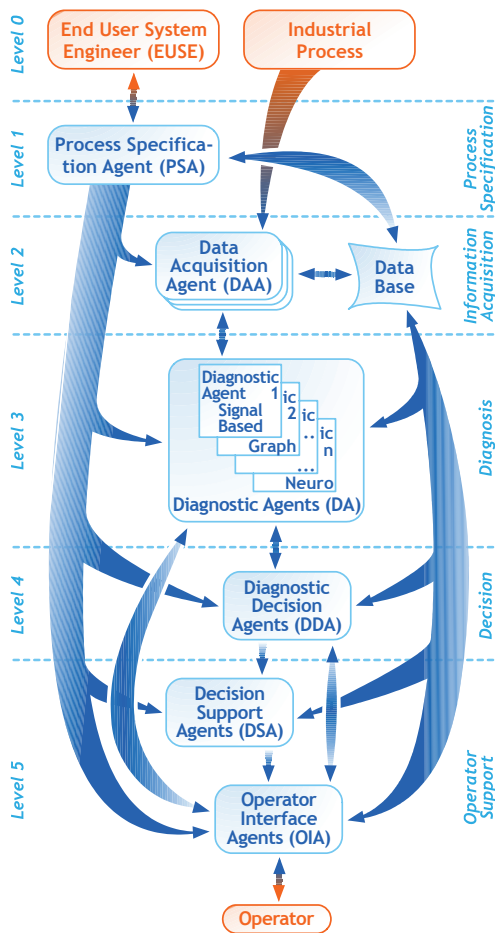 Level 0
End User System
Engineer (EUSE)
Industrial
Process
Level 1
Process Specifica-
tion Agent (PSA)
Process
Specification
Level 2
Data
Acquisition
Agent (DAA)
Data
Base
Information
Acquisition
Level 3
Diagnostic
Agent 1
Signal
Based
ic
2
Graph
ic
..
...
ic
n
Neuro
Diagnostic Agents (DA)
Diagnosis
Level 4
Diagnostic
Decision
Agents (DDA)
Decision
Level 5
Decision
Support
Agents (DSA)
Operator
Interface
Agents (OIA)
Operator
Support
Operator